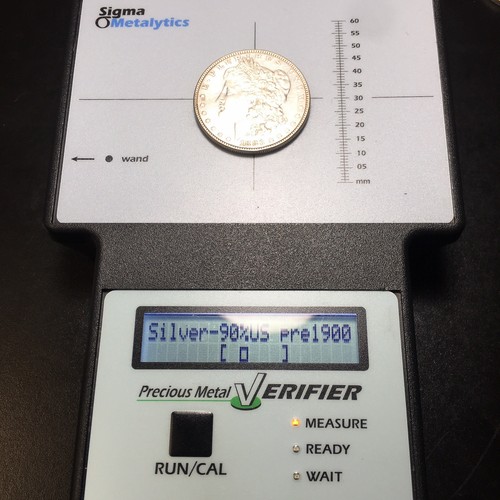 Sigma
Metalytics
60
55
50
45
40
35
30
25
20
15
10
05
mm
wand
Silver-90%US pre1900
[ ]
Precious Metal VERIFIER
RUN/CAL
MEASURE
READY
WAIT